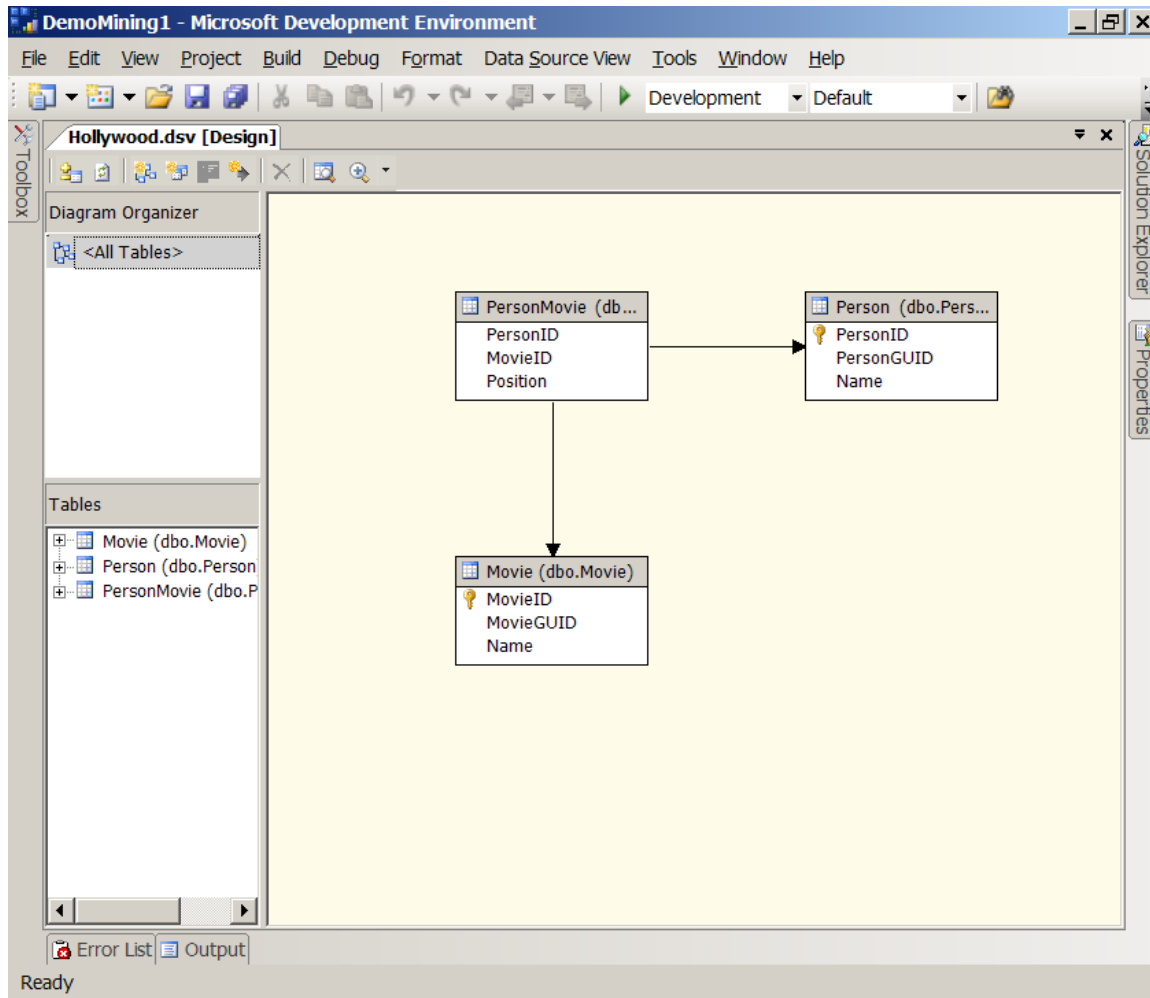 DemoMining1 - Microsoft Development Environment
File Edit View Project Build Debug Format Data Source View Tools Window Help
Development Default
Hollywood.dsv [Design]
Toolbox
Solution Explorer
Properties
Diagram Organizer
<All Tables>
PersonMovie (db...
PersonID
MovieID
Position
Person (dbo.Pers...
PersonID
PersonGUID
Name
Tables
Movie (dbo.Movie)
Person (dbo.Person
PersonMovie (dbo.P
Movie (dbo.Movie)
MovieID
MovieGUID
Name
Error List Output
Ready